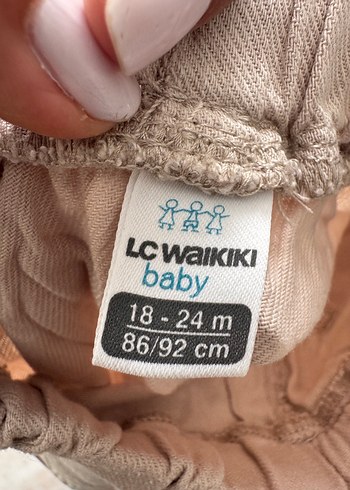 LC WAIKIKI
baby
18 - 24 m
86/92 cm